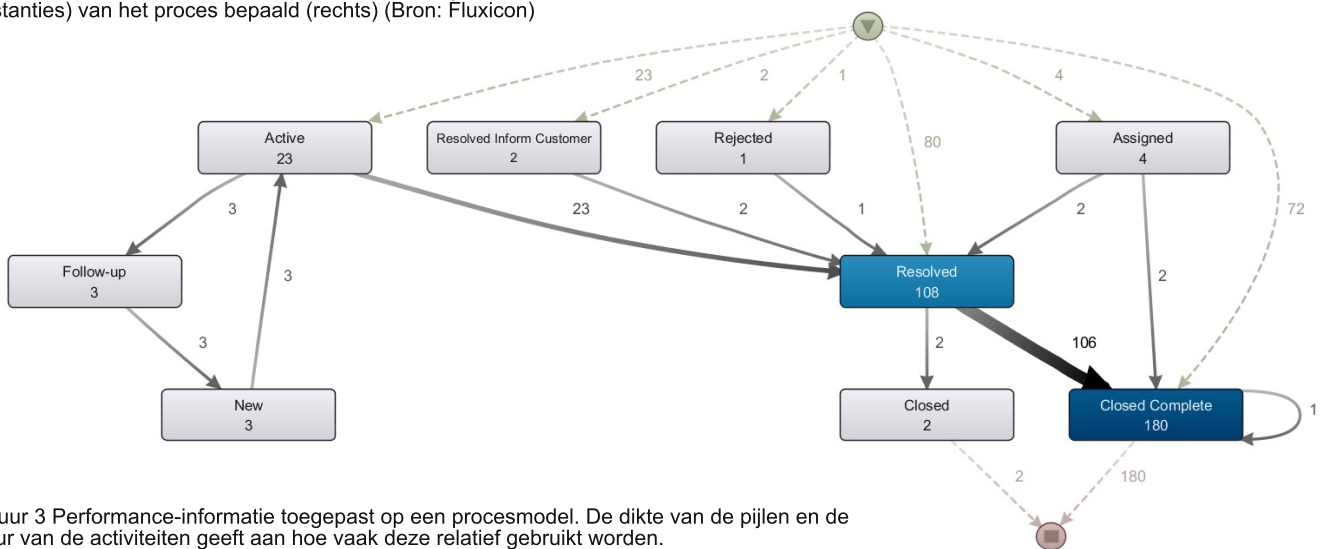 stanties) van het proces bepaald (rechts) (Bron: Fluxicon)
23
2
1
4
Active
23
Resolved Inform Customer
2
Rejected
1
Assigned
4
80
3
23
2
1
2
72
Follow-up
3
3
Resolved
108
2
3
2
106
New
3
Closed
2
Closed Complete
180
1
2
180
uur 3 Performance-informatie toegepast op een procesmodel. De dikte van de pijlen en de
ur van de activiteiten geeft aan hoe vaak deze relatief gebruikt worden.